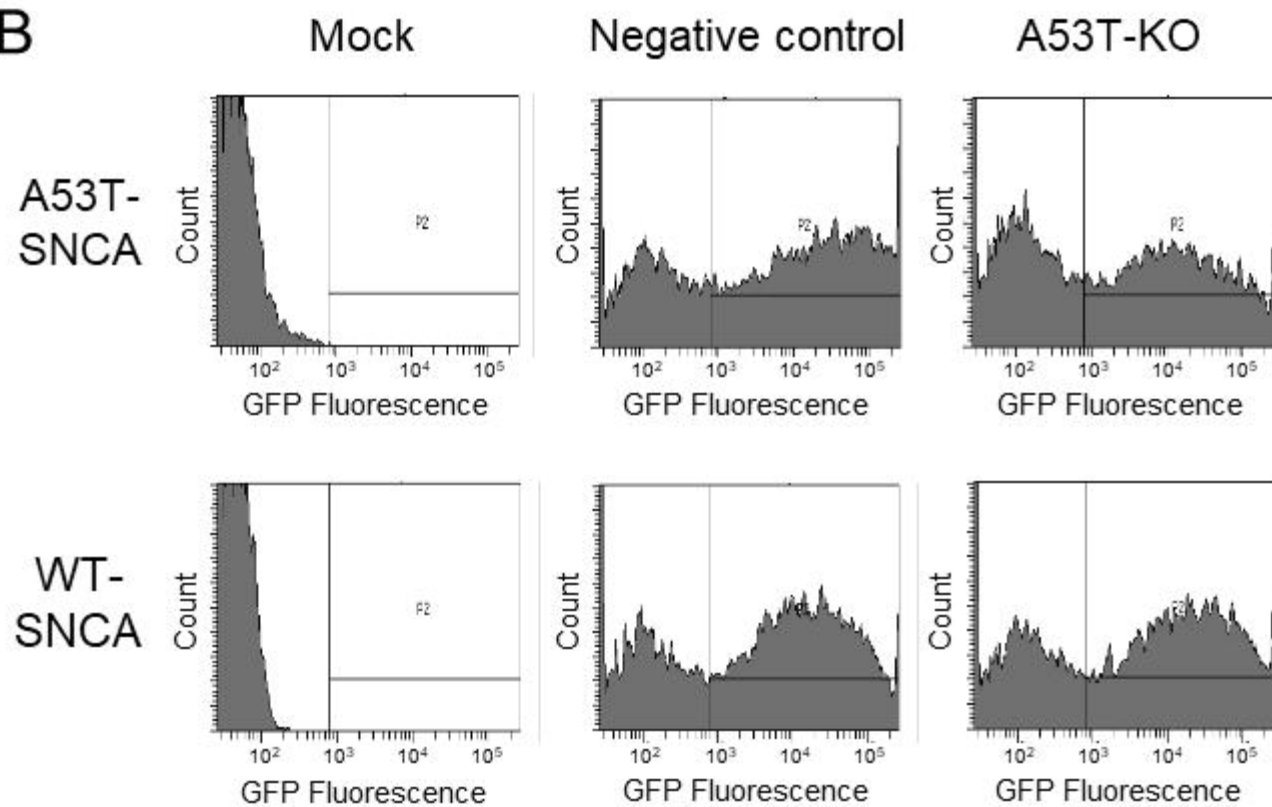 B
Mock
Negative control
A53T-KO
A53T-
SNCA
Count
P2
10² 10³ 10⁴ 10⁵
GFP Fluorescence
Count
P2
10² 10³ 10⁴ 10⁵
GFP Fluorescence
Count
P2
10² 10³ 10⁴ 10⁵
GFP Fluorescence
WT-
SNCA
Count
P2
10² 10³ 10⁴ 10⁵
GFP Fluorescence
Count
P2
10² 10³ 10⁴ 10⁵
GFP Fluorescence
Count
P2
10² 10³ 10⁴ 10⁵
GFP Fluorescence